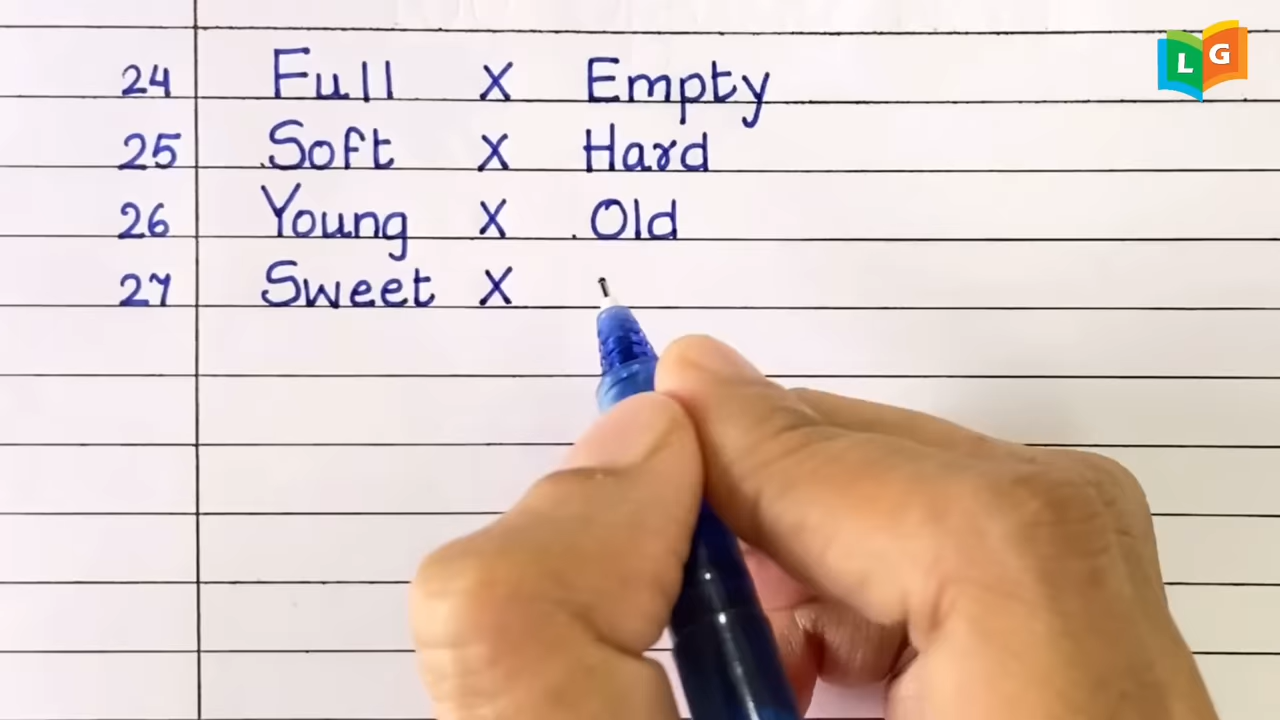 24 Full X Empty
25 Soft X Hard
26 Young X Old
27 Sweet X
LG